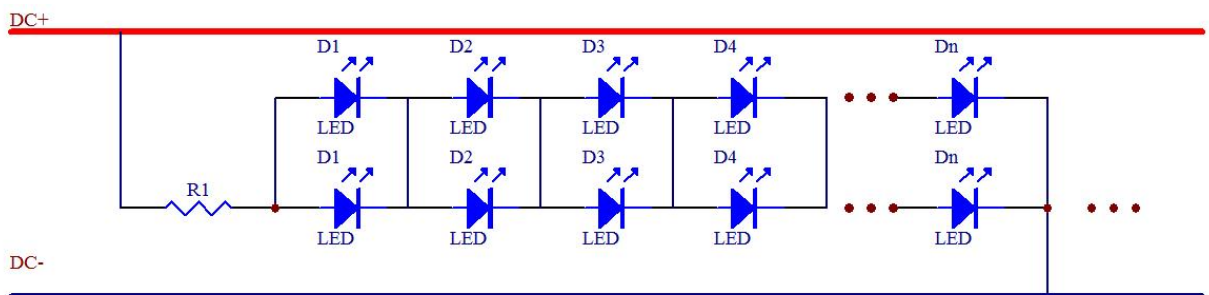 DC+
D1 D2 D3 D4 Dn
LED LED LED LED LED
D1 D2 D3 D4 Dn
R1
LED LED LED LED LED
DC-